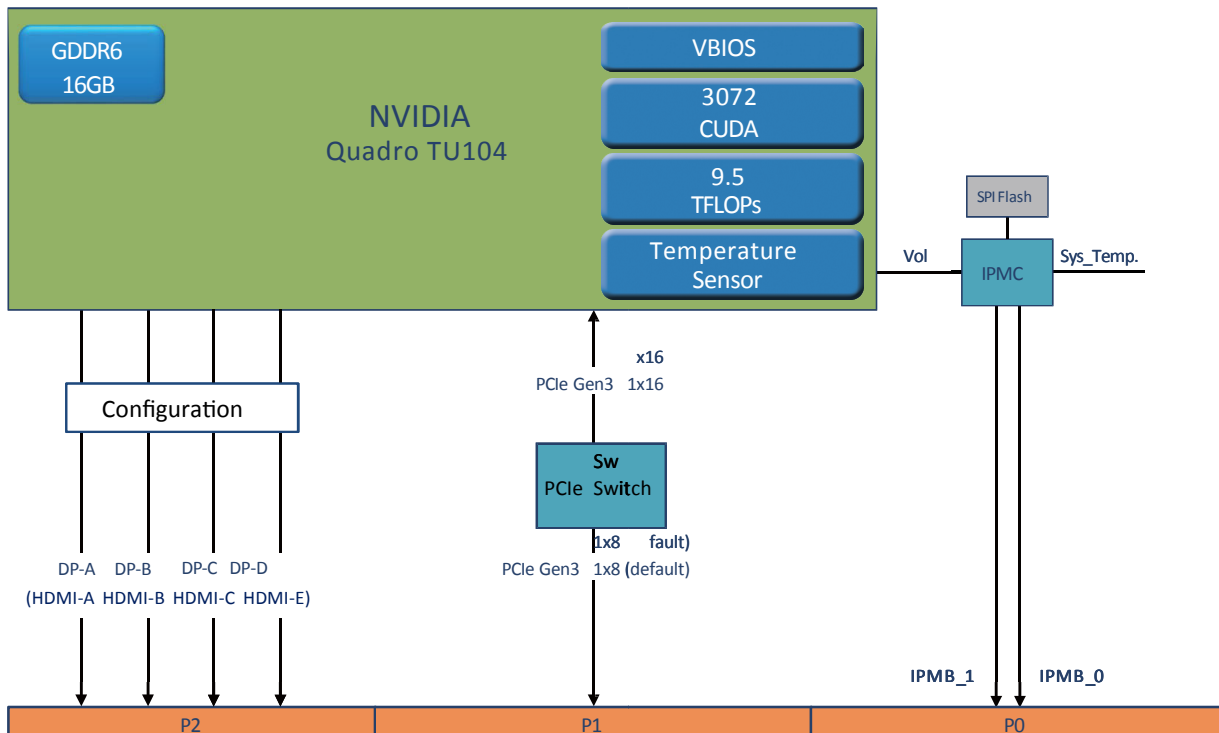 GDDR6
16GB
NVIDIA
Quadro TU104
VBIOS
3072
CUDA
9.5
TFLOPs
Temperature
Sensor
SPI Flash
Vol
IPMC
Sys_Temp.
x16
PCIe Gen3 1x16
Configuration
Sw
PCIe Switch
1x8 fault)
PCIe Gen3 1x8 (default)
DP-A DP-B DP-C DP-D
(HDMI-A HDMI-B HDMI-C HDMI-E)
IPMB_1 IPMB_0
P2 P1 P0